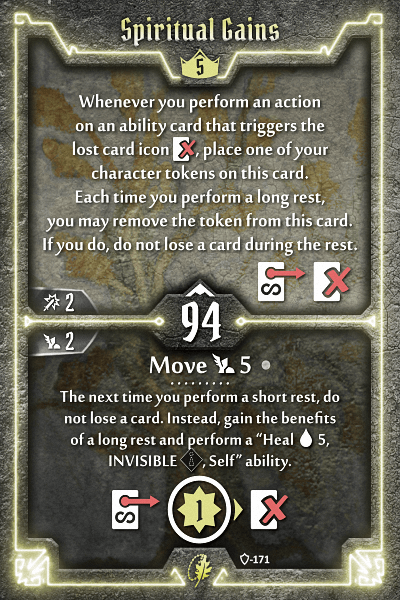 Spiritual Gains
5
Whenever you perform an action
on an ability card that triggers the
lost card icon , place one of your
character tokens on this card.
Each time you perform a long rest,
you may remove the token from this card.
If you do, do not lose a card during the rest.
2
94
2
Move 5
The next time you perform a short rest, do
not lose a card. Instead, gain the benefits
of a long rest and perform a “Heal 5,
INVISIBLE , Self” ability.
1
-171